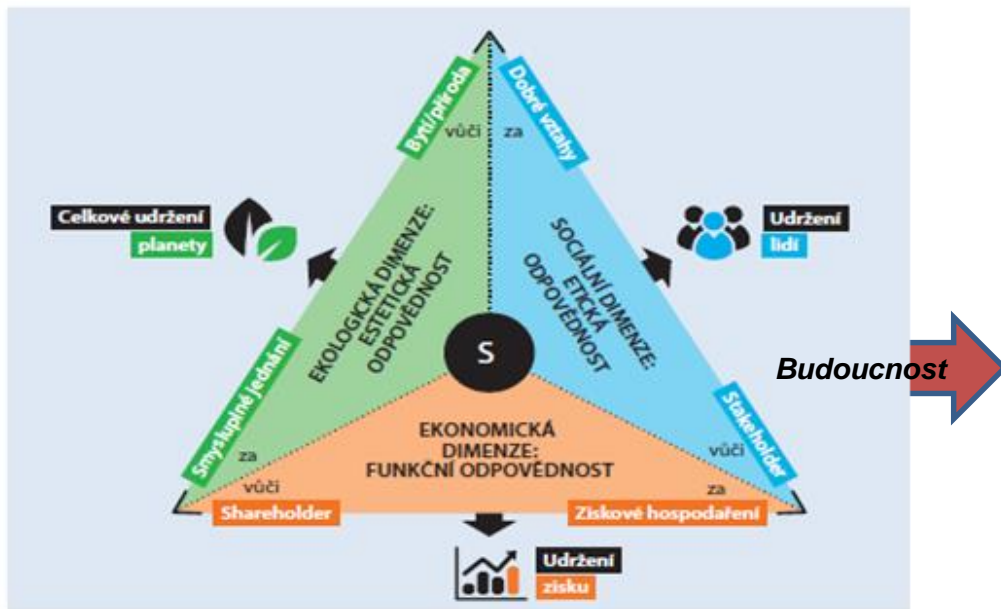 Bytí/příroda
vůči
za
Dobré vztahy
Celkové udržení
planety
Udržení
lidí
EKOLOGICKÁ DIMENZE:
ESTETICKÁ
ODPOVĚDNOST
SOCIÁLNÍ DIMENZE:
ETICKÁ
ODPOVĚDNOST
S
Budoucnost
Smysluplné jednání
za
Stakeholder
vůči
EKONOMICKÁ
DIMENZE:
FUNKČNÍ ODPOVĚDNOST
vůči
za
Shareholder
Ziskové hospodaření
Udržení
zisku